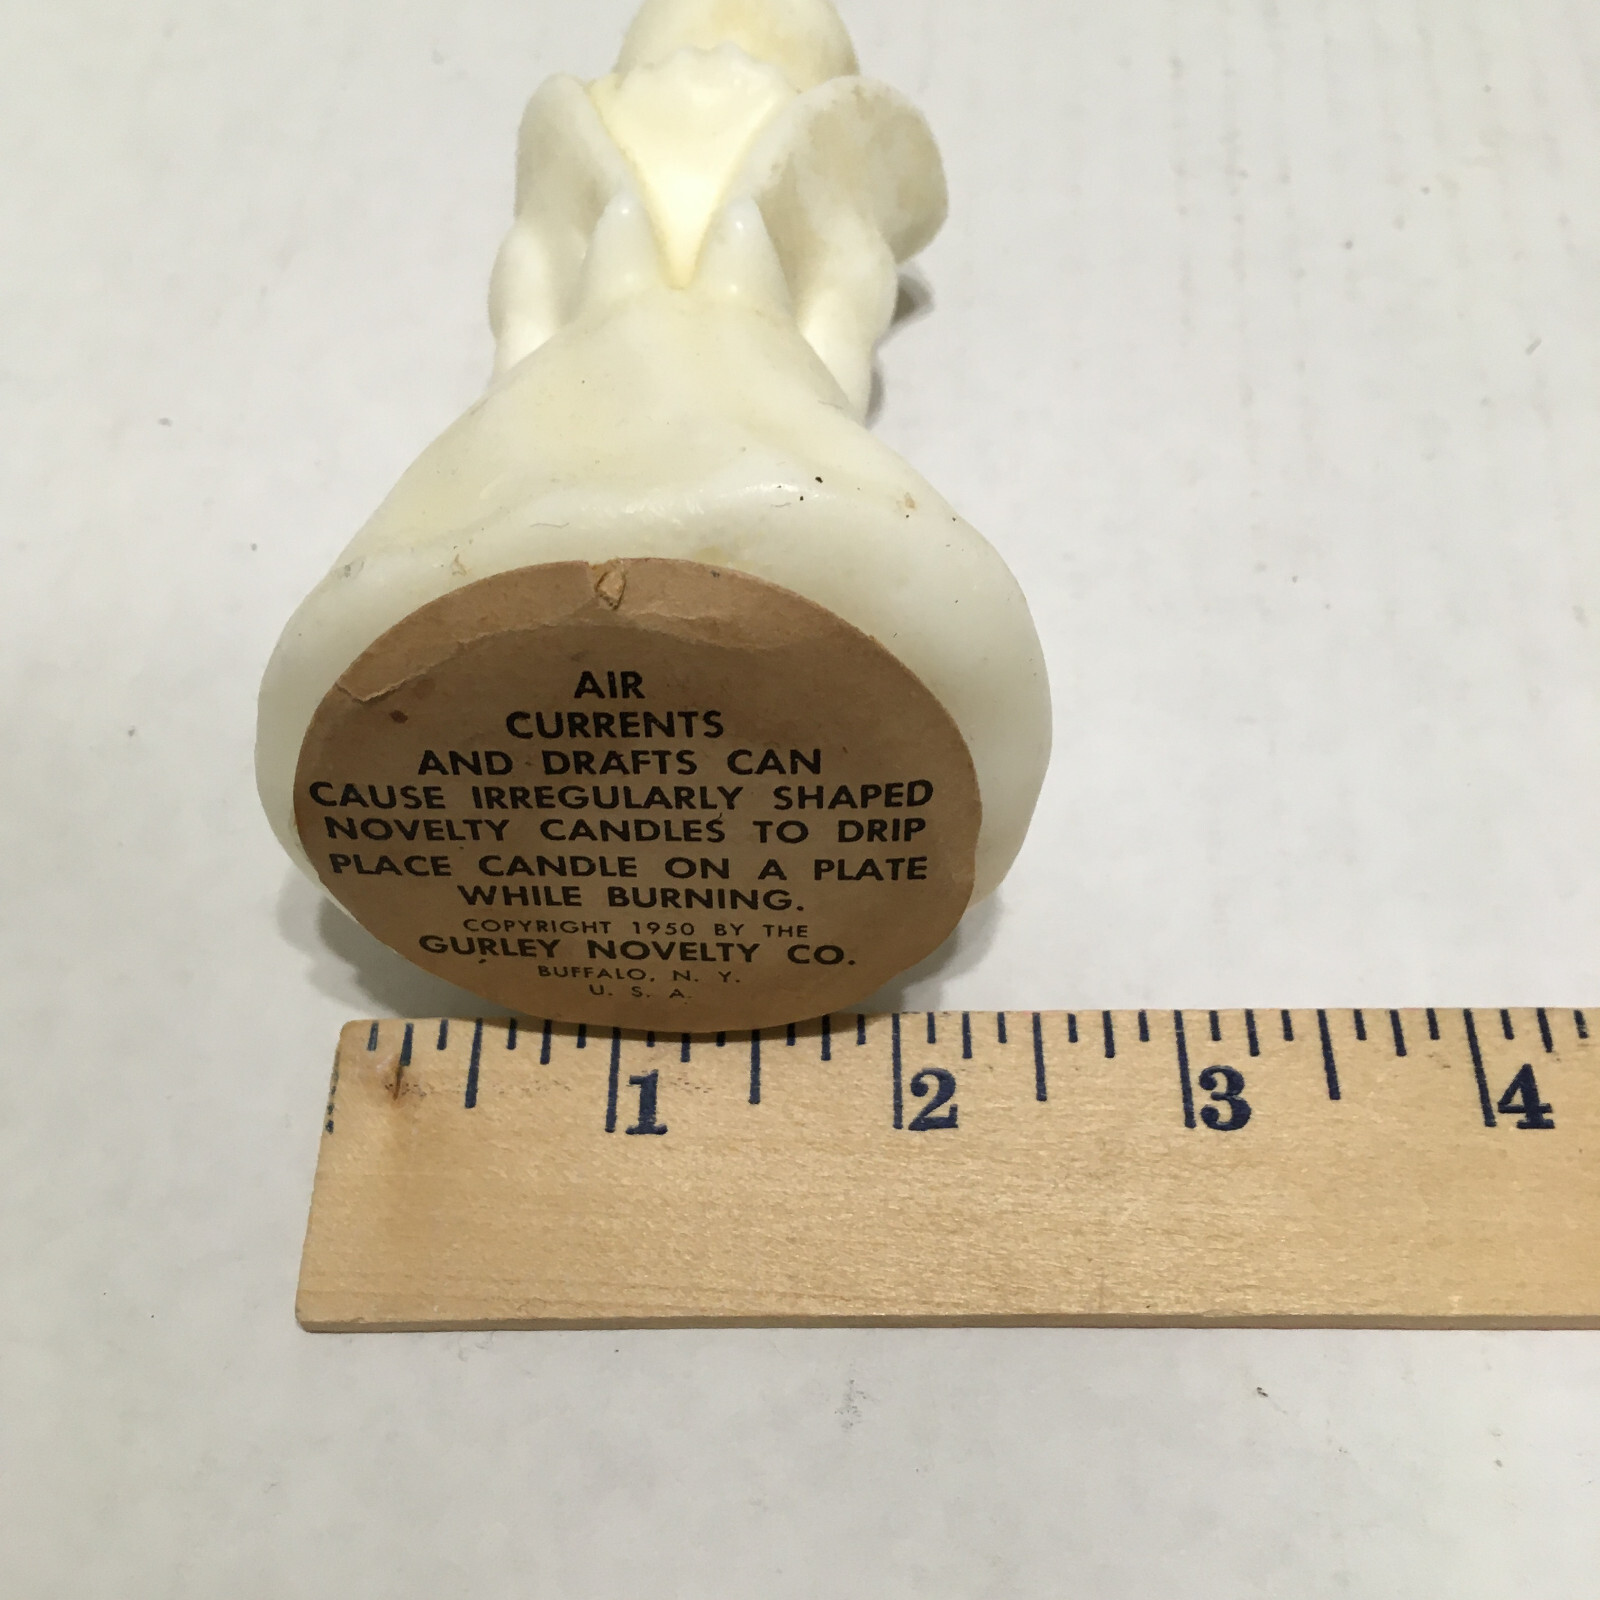 AIR
CURRENTS
AND DRAFTS CAN
CAUSE IRREGULARLY SHAPED
NOVELTY CANDLES TO DRIP
PLACE CANDLE ON A PLATE
WHILE BURNING.
COPYRIGHT 1950 BY THE
GURLEY NOVELTY CO.
BUFFALO, N. Y.
U. S. A.
1 2 3 4